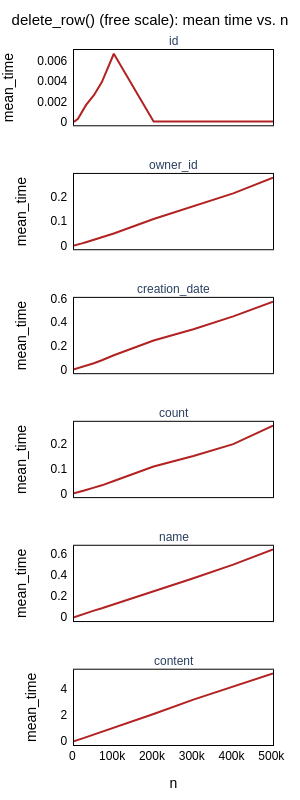 delete_row() (free scale): mean time vs. n
id
mean_time
0.006
0.004
0.002
0
owner_id
mean_time
0.2
0.1
0
creation_date
mean_time
0.6
0.4
0.2
0
count
mean_time
0.2
0.1
0
name
mean_time
0.6
0.4
0.2
0
content
mean_time
4
2
0
0 100k 200k 300k 400k 500k
n